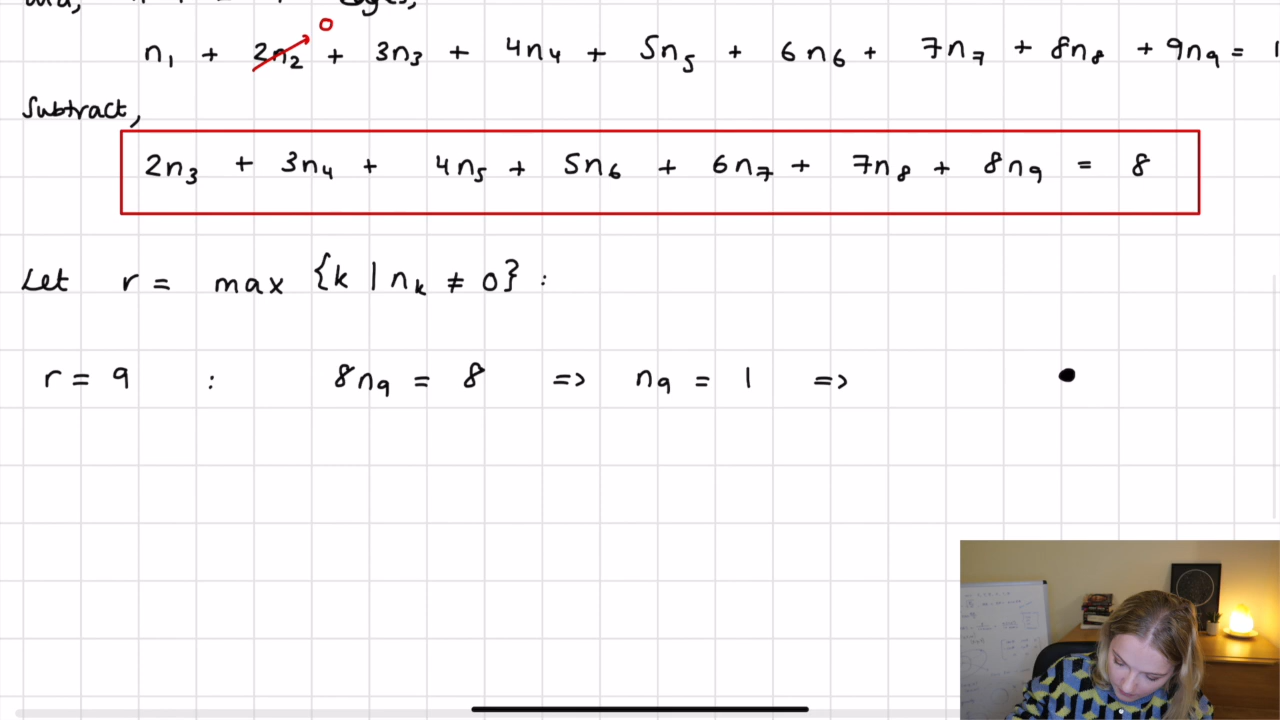 n₁ + 2n₂ 0 + 3n₃ + 4n₄ + 5n₅ + 6n₆ + 7n₇ + 8n₈ + 9n₉ = 1
Subtract,
2n₃ + 3n₄ + 4n₅ + 5n₆ + 6n₇ + 7n₈ + 8n₉ = 8
Let r = max {k | nₖ ≠ 0} :
r = 9 : 8n₉ = 8 => n₉ = 1 =>